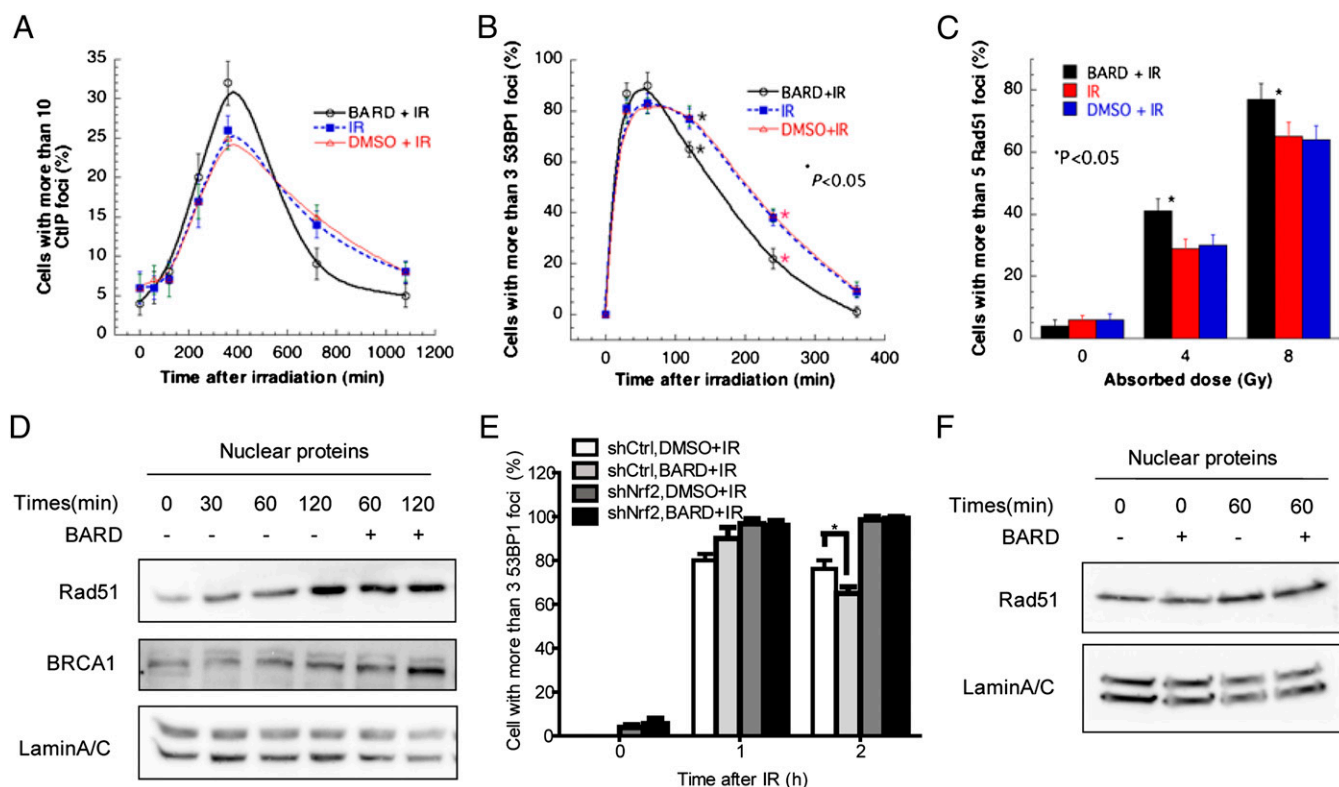 A
Cells with more than 10
CtIP foci (%)
35
30
25
20
15
10
5
0
BARD + IR
IR
DMSO + IR
0 200 400 600 800 1000 1200
Time after irradiation (min)
B
Cells with more than 3 53BP1 foci (%)
100
80
60
40
20
0
BARD+IR
IR
DMSO+IR
*
*
*
P<0.05
*
*
0 100 200 300 400
Time after irradiation (min)
C
Cells with more than 5 Rad51 foci (%)
100
80
60
40
20
0
BARD + IR
IR
DMSO + IR
*P<0.05
*
*
0 4 8
Absorbed dose (Gy)
D
Nuclear proteins
Times(min) 0 30 60 120 60 120
BARD - - - - + +
Rad51
BRCA1
LaminA/C
E
Cell with more than 3 53BP1 foci (%)
120
100
80
60
40
20
0
shCtrl,DMSO+IR
shCtrl,BARD+IR
shNrf2,DMSO+IR
shNrf2,BARD+IR
*
0 1 2
Time after IR (h)
F
Nuclear proteins
Times(min) 0 0 60 60
BARD - + - +
Rad51
LaminA/C